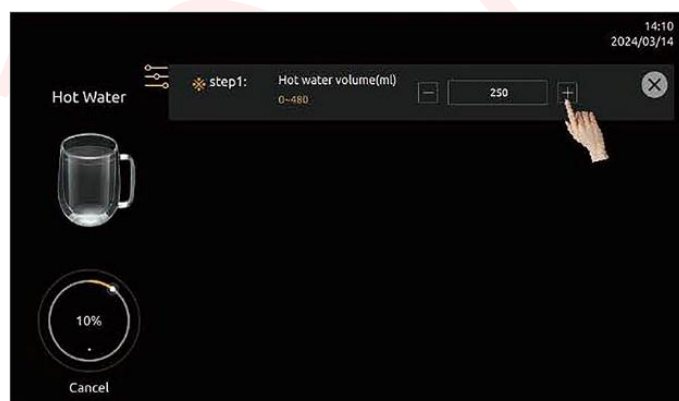 14:10
2024/03/14
Hot Water
step1:
Hot water volume(ml)
0~480
250
10%
Cancel